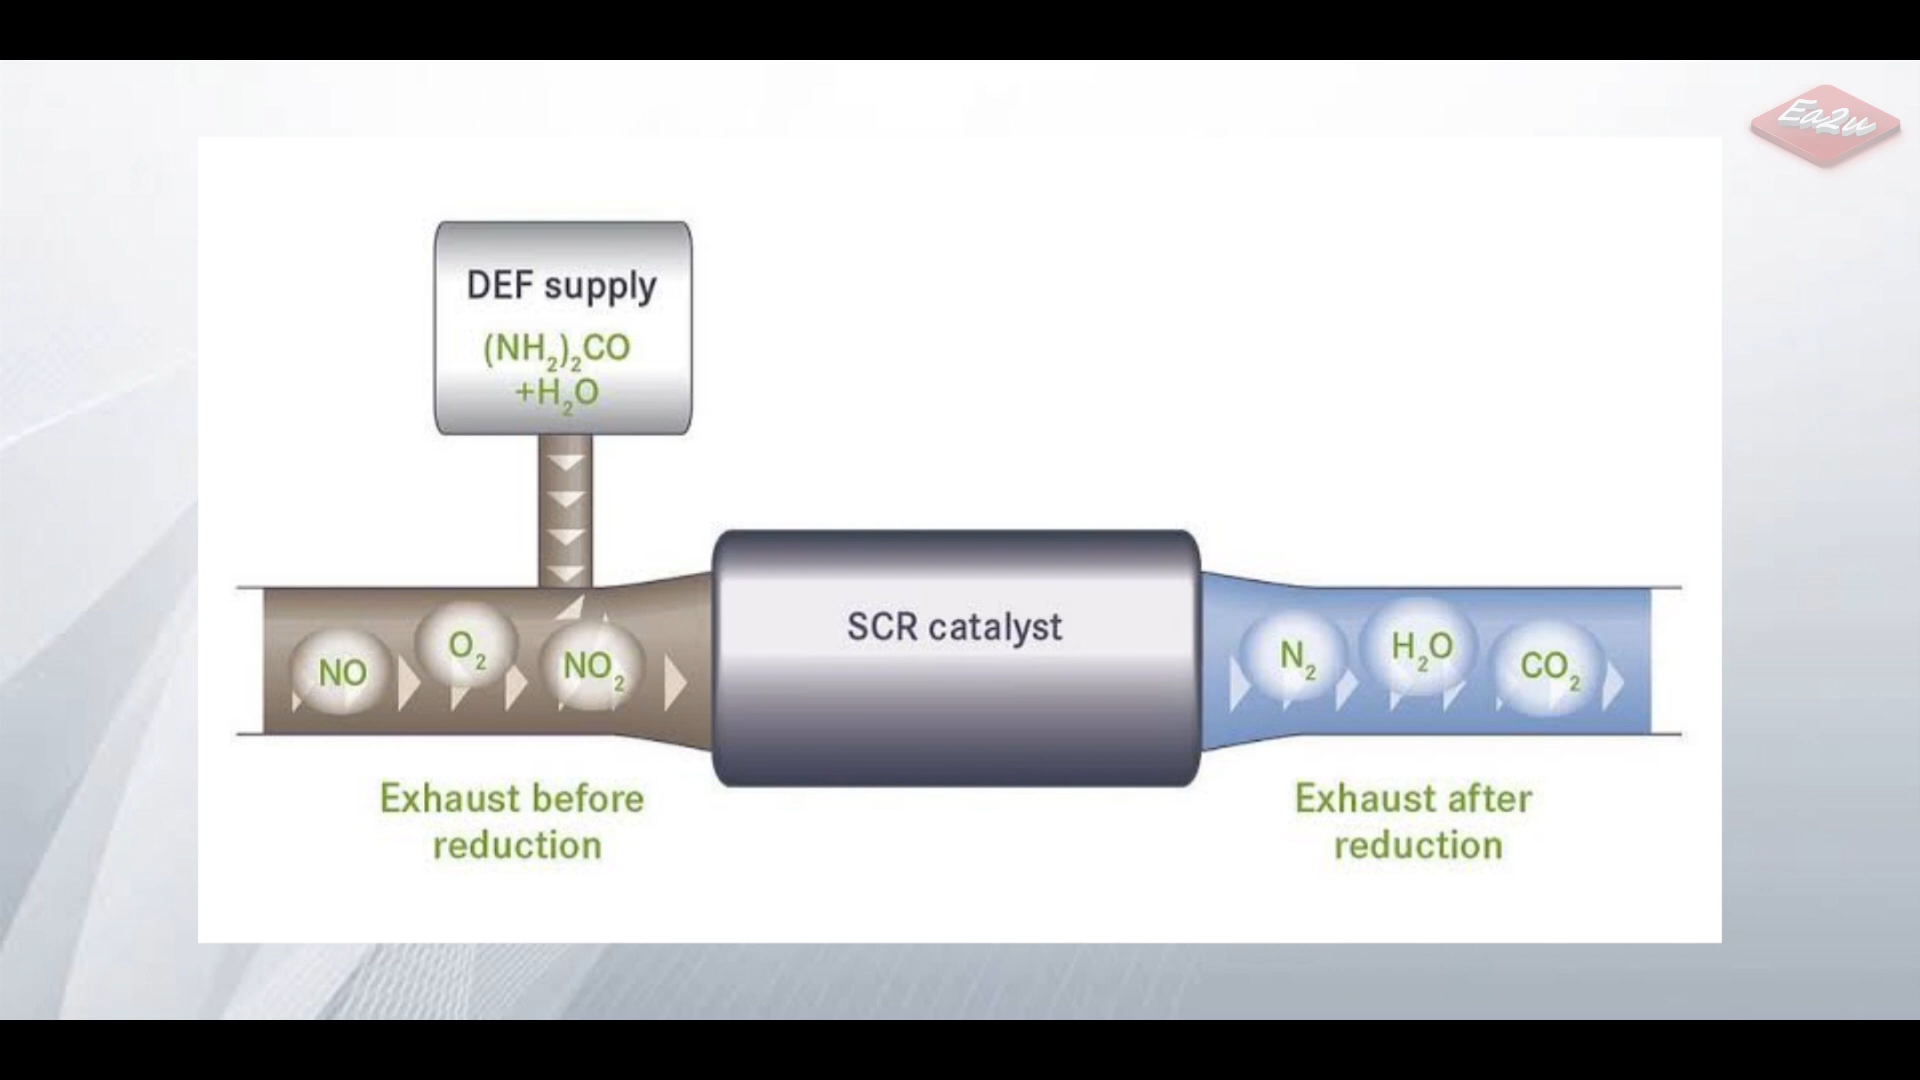 Ea2u
DEF supply
(NH₂)₂CO
+H₂O
NO
O₂
NO₂
SCR catalyst
N₂
H₂O
CO₂
Exhaust before
reduction
Exhaust after
reduction